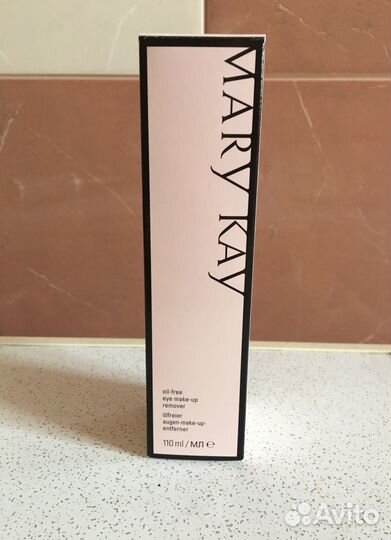 MARY KAY
oil-free
eye make-up
remover
ölfreier
augen-make-up-
entferner
110 ml / МЛ ℮
Avito